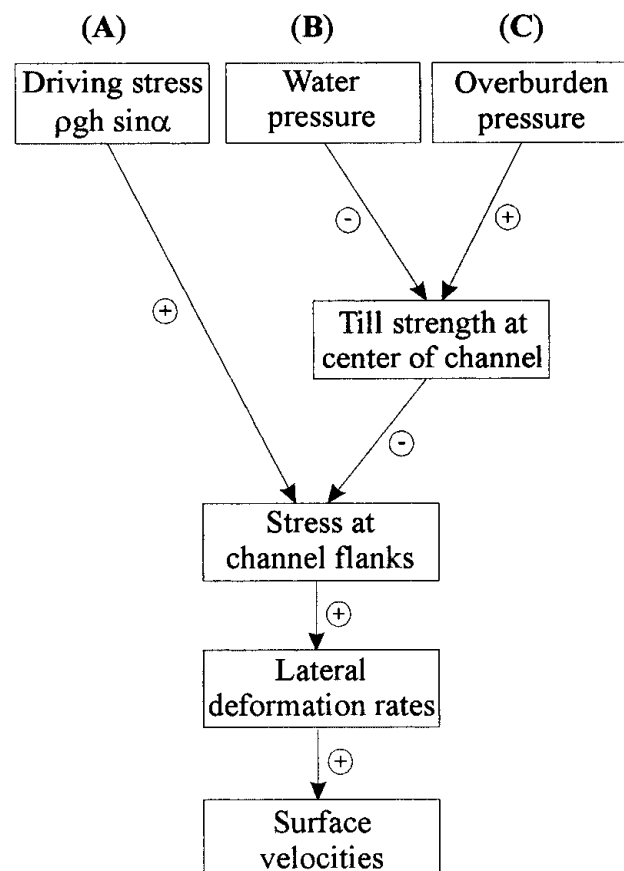 (A) (B) (C)
Driving stress
ρgh sinα
Water
pressure
Overburden
pressure
-
+
+
Till strength at
center of channel
-
Stress at
channel flanks
+
Lateral
deformation rates
+
Surface
velocities